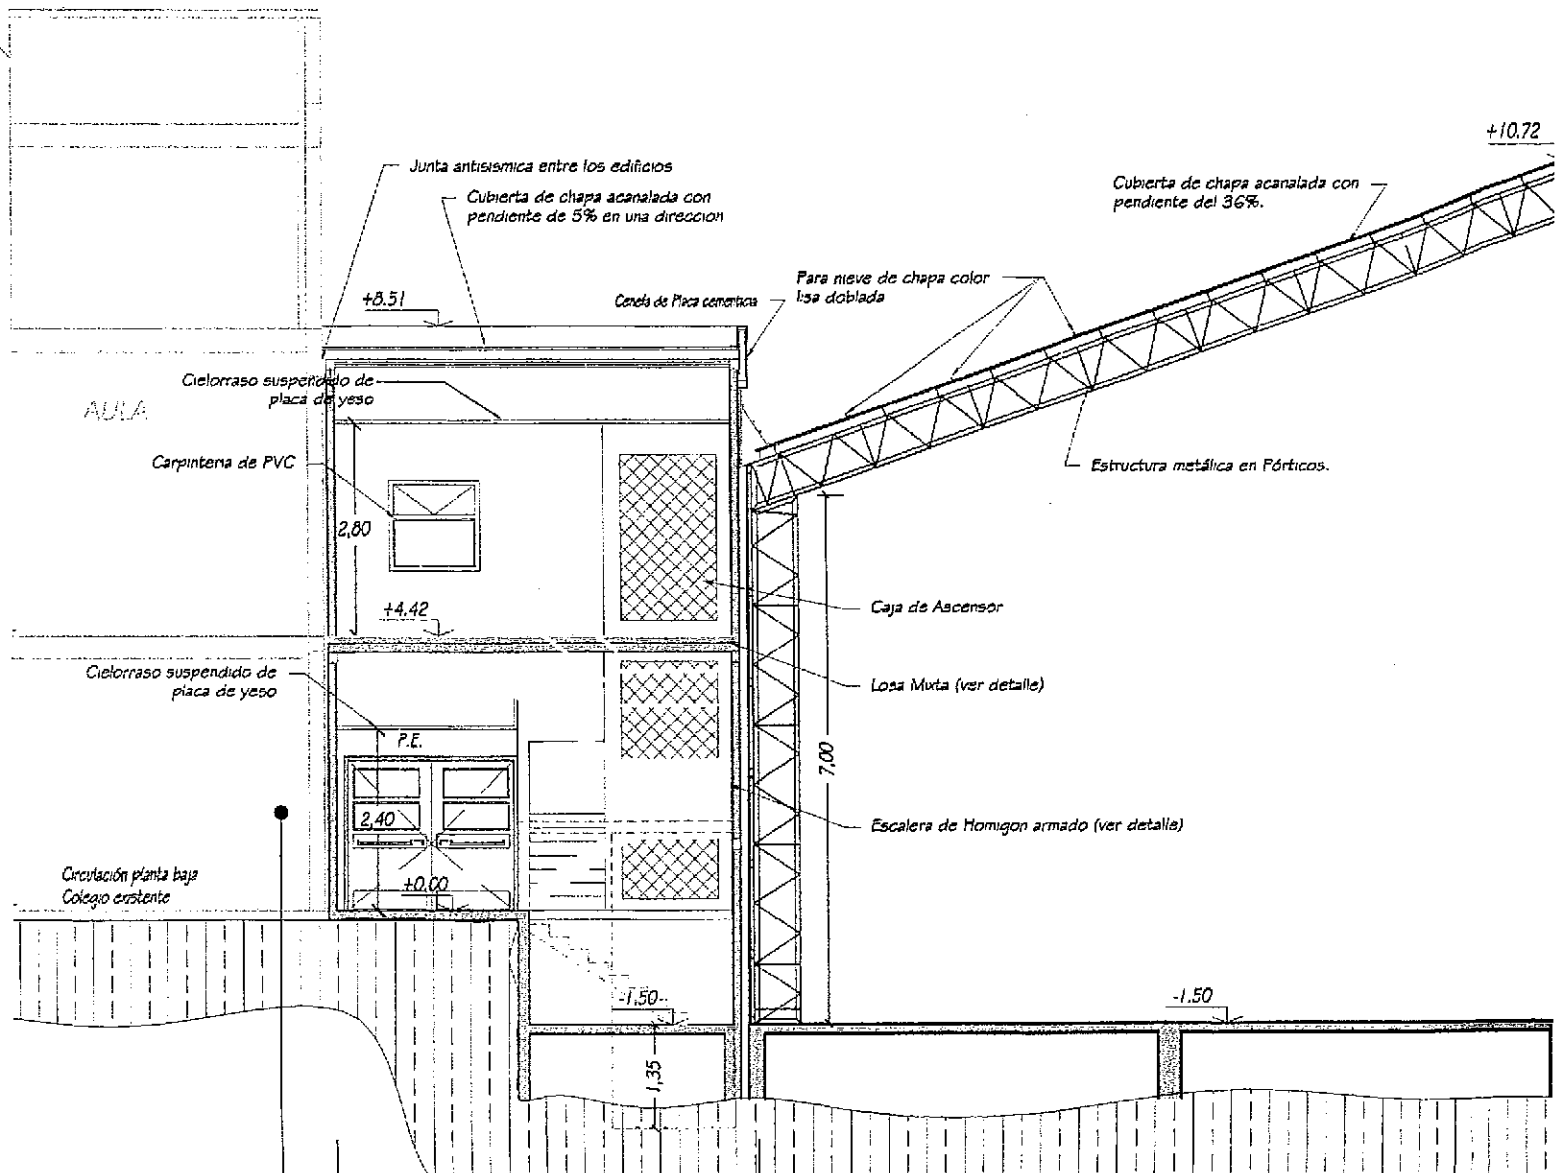 +10.72
Junta antisismica entre los edificios
Cubierta de chapa acanalada con
pendiente de 5% en una direccion
Cubierta de chapa acanalada con
pendiente del 36%.
+8.51
Cenefa de Placa cementicia
Para nieve de chapa color
lisa doblada
Cielorraso suspendido de
placa de yeso
AULA
Carpinteria de PVC
Estructura metálica en Pórticos.
2,80
+4.42
Caja de Ascensor
Cielorraso suspendido de
placa de yeso
Losa Mixta (ver detalle)
P.E.
7,00
2,40
Escalera de Hormigon armado (ver detalle)
Circulación planta baja
Colegio existente
+0.00
-1.50
-1.50
1,35